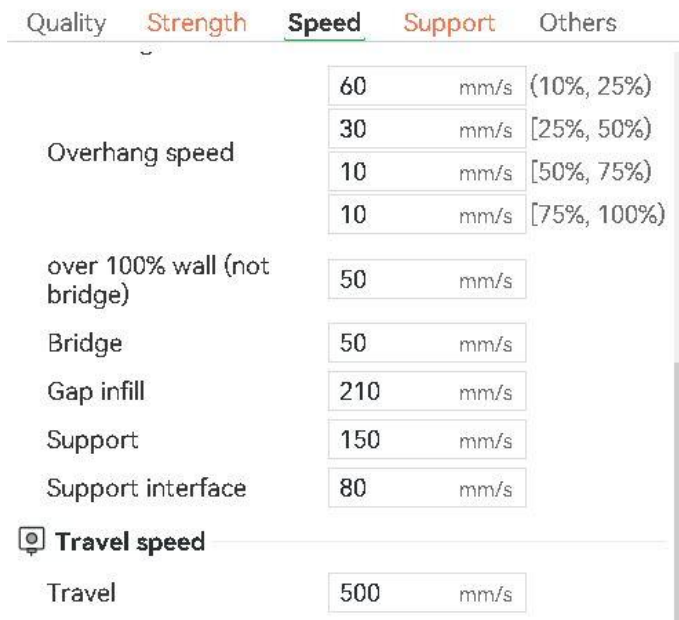 Quality Strength Speed Support Others
60 mm/s (10%, 25%)
30 mm/s [25%, 50%)
Overhang speed
10 mm/s [50%, 75%)
10 mm/s [75%, 100%)
over 100% wall (not
bridge)
50 mm/s
Bridge 50 mm/s
Gap infill 210 mm/s
Support 150 mm/s
Support interface 80 mm/s
Travel speed
Travel 500 mm/s